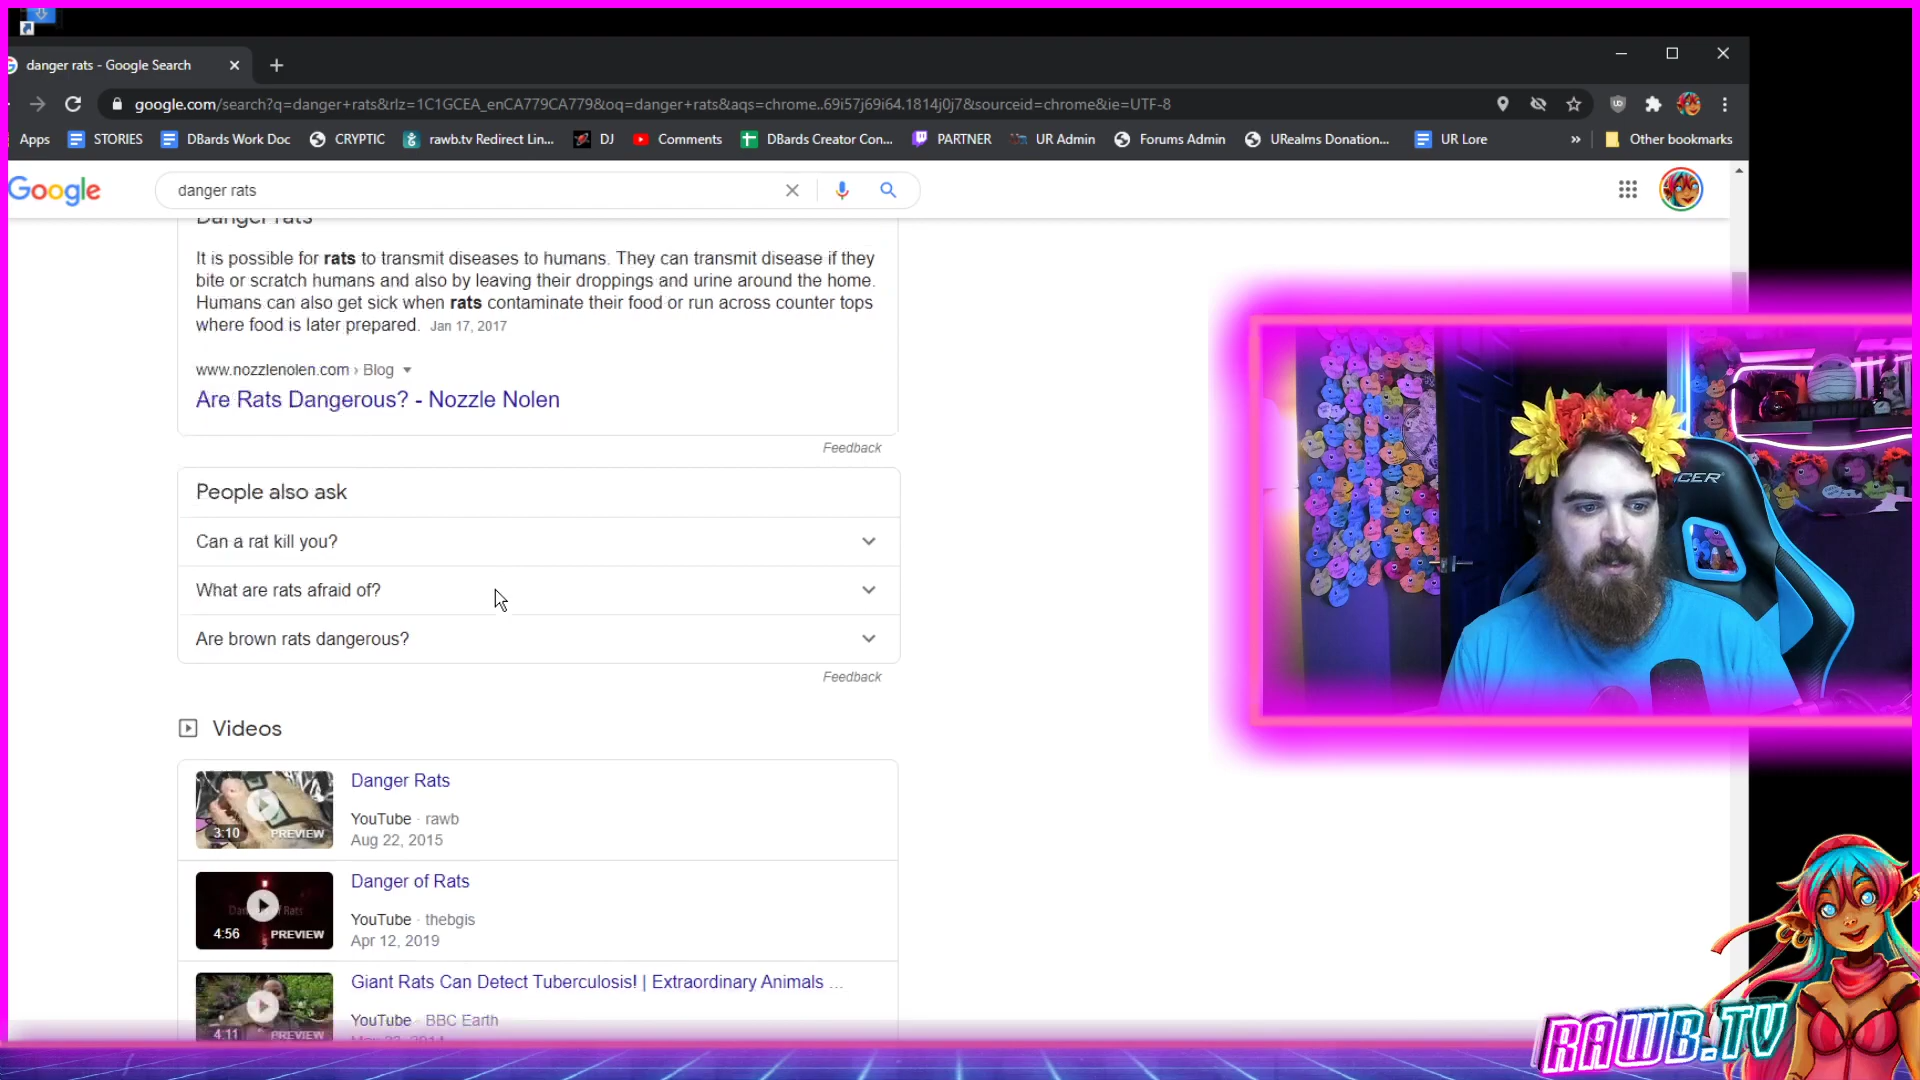 danger rats - Google Search
google.com/search?q=danger+rats&rlz=1C1GCEA_enCA779CA779&oq=danger+rats&aqs=chrome..69i57j69i64.1814j0j7&sourceid=chrome&ie=UTF-8
Apps STORIES DBards Work Doc CRYPTIC rawb.tv Redirect Lin... DJ Comments DBards Creator Con... PARTNER UR Admin Forums Admin URealms Donation... UR Lore » Other bookmarks
Google danger rats
Danger rats
It is possible for rats to transmit diseases to humans. They can transmit disease if they
bite or scratch humans and also by leaving their droppings and urine around the home.
Humans can also get sick when rats contaminate their food or run across counter tops
where food is later prepared. Jan 17, 2017
www.nozzlenolen.com › Blog
Are Rats Dangerous? - Nozzle Nolen
Feedback
People also ask
Can a rat kill you?
What are rats afraid of?
Are brown rats dangerous?
Feedback
Videos
Danger Rats
YouTube · rawb
Aug 22, 2015
3:10 PREVIEW
Danger of Rats
YouTube · thebgis
Apr 12, 2019
4:56 PREVIEW
Giant Rats Can Detect Tuberculosis! | Extraordinary Animals ...
YouTube · BBC Earth
4:11 PREVIEW
RAWB.TV